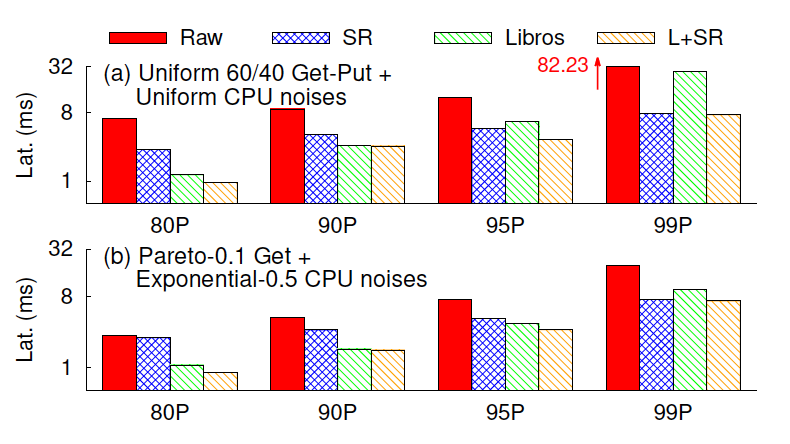 Raw SR Libros L+SR
(a) Uniform 60/40 Get-Put +
Uniform CPU noises
82.23
Lat. (ms)
32
8
1
80P 90P 95P 99P
(b) Pareto-0.1 Get +
Exponential-0.5 CPU noises
Lat. (ms)
32
8
1
80P 90P 95P 99P